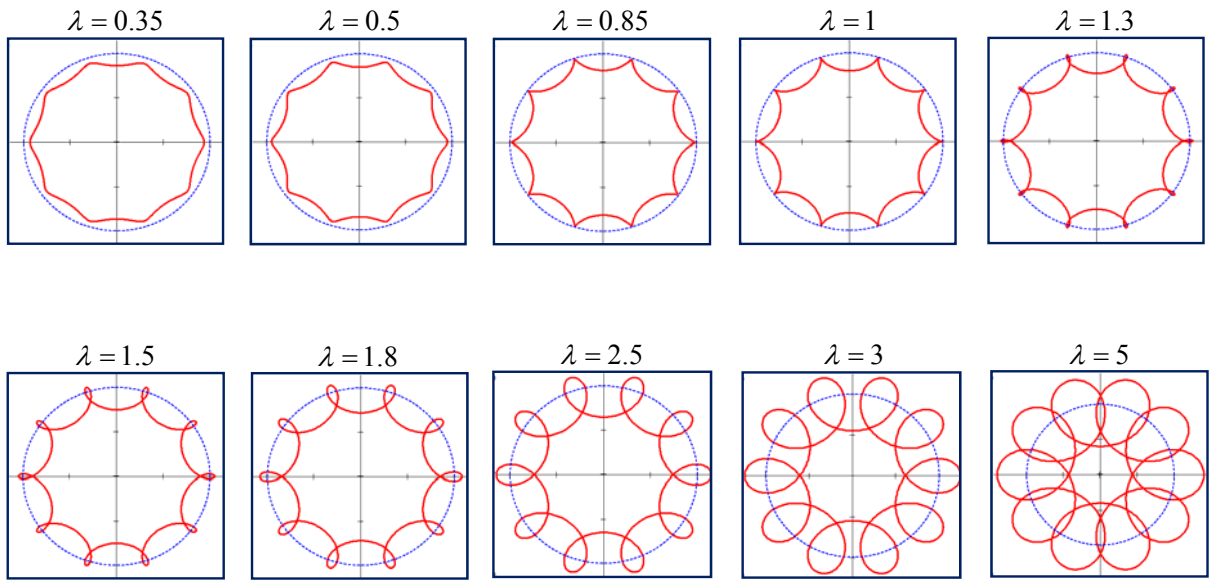 λ = 0.35
λ = 0.5
λ = 0.85
λ = 1
λ = 1.3
λ = 1.5
λ = 1.8
λ = 2.5
λ = 3
λ = 5